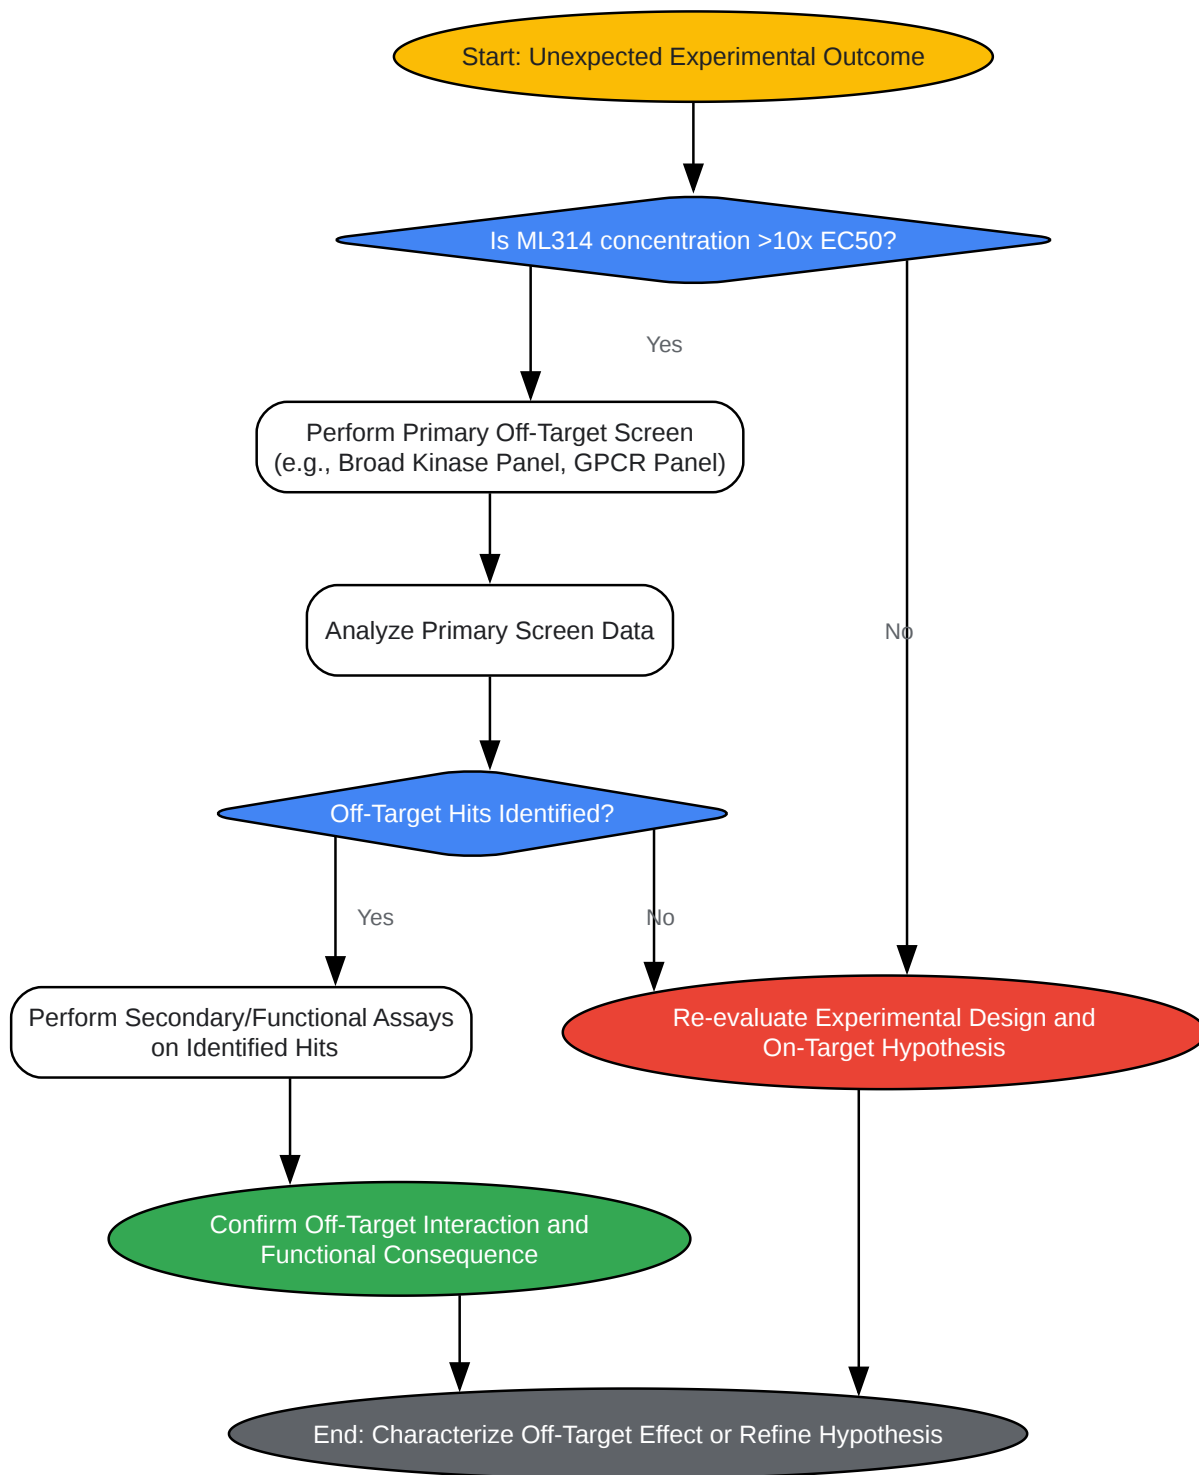 Start: Unexpected Experimental Outcome
Is ML314 concentration >10x EC50?
Yes
Perform Primary Off-Target Screen
(e.g., Broad Kinase Panel, GPCR Panel)
Analyze Primary Screen Data
No
Off-Target Hits Identified?
Yes
No
Perform Secondary/Functional Assays
on Identified Hits
Re-evaluate Experimental Design and
On-Target Hypothesis
Confirm Off-Target Interaction and
Functional Consequence
End: Characterize Off-Target Effect or Refine Hypothesis